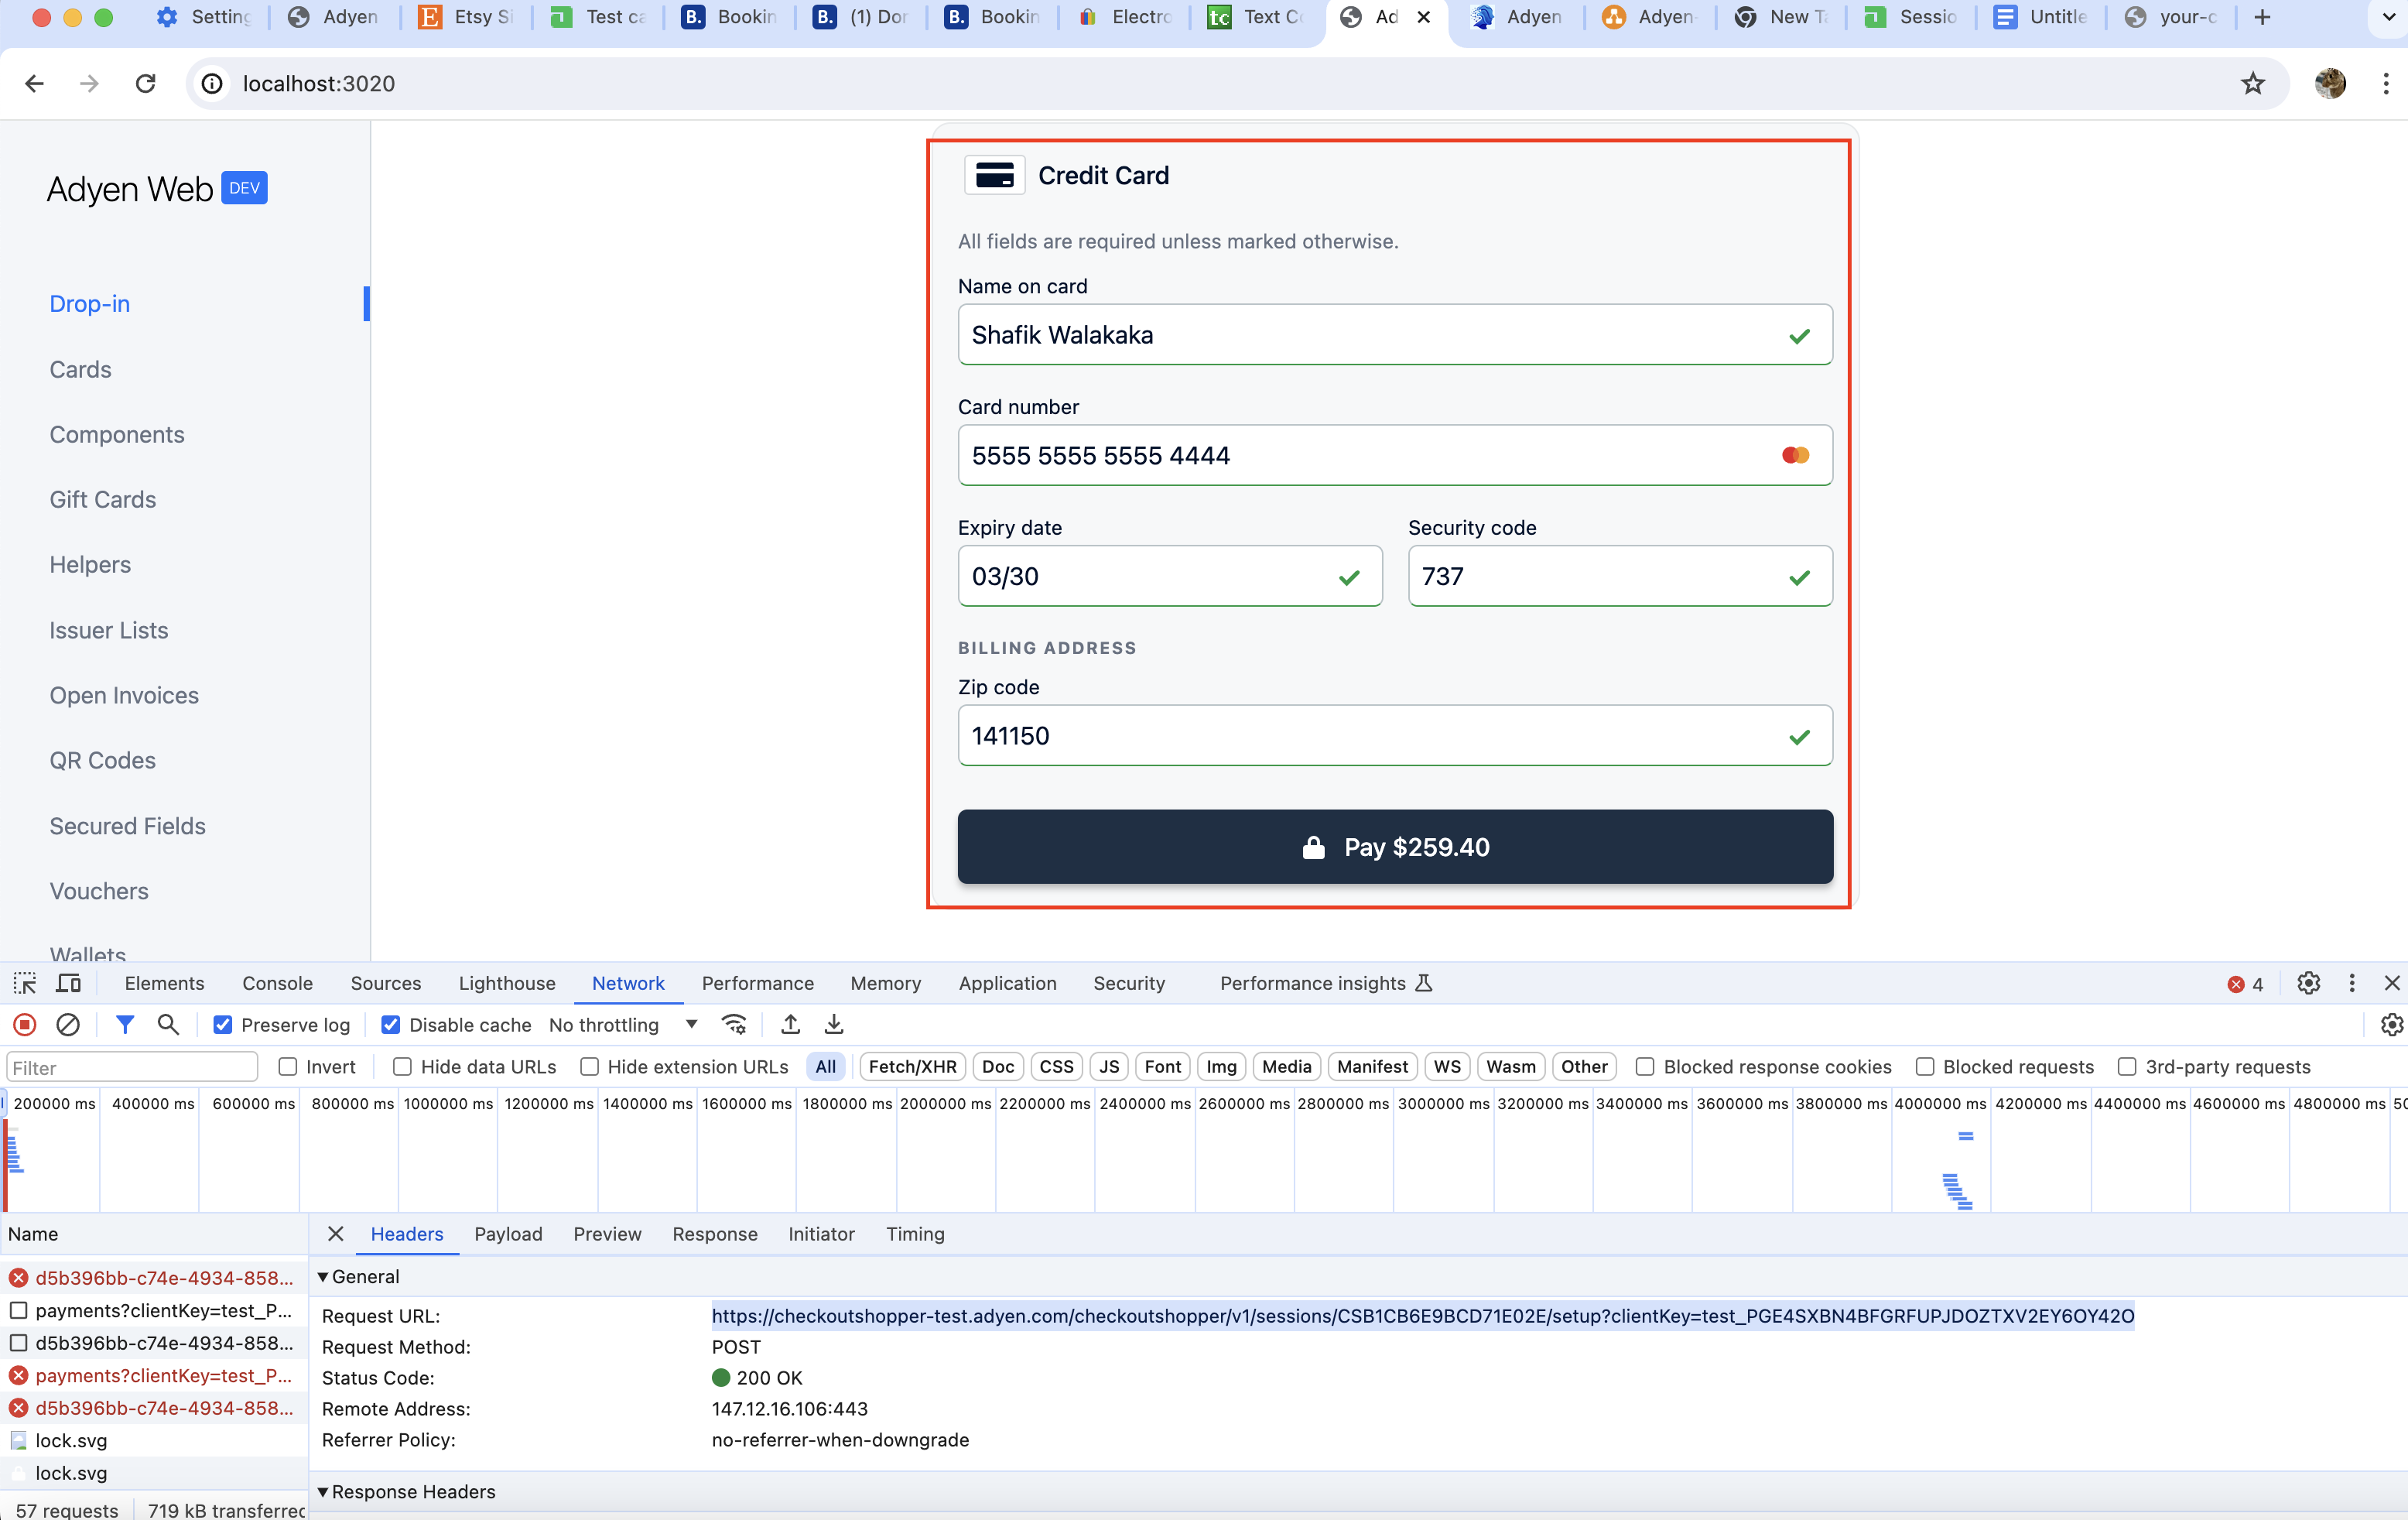 Setting Adyen Etsy Si Test ca Bookin (1) Dor Bookin Electro Text Co Ad Adyen Adyen- New Ta Sessio Untitle your-c
localhost:3020
Adyen Web DEV
Drop-in
Cards
Components
Gift Cards
Helpers
Issuer Lists
Open Invoices
QR Codes
Secured Fields
Vouchers
Wallets
Credit Card
All fields are required unless marked otherwise.
Name on card
Shafik Walakaka
Card number
5555 5555 5555 4444
Expiry date Security code
03/30 737
BILLING ADDRESS
Zip code
141150
Pay $259.40
Elements Console Sources Lighthouse Network Performance Memory Application Security Performance insights 4
Preserve log Disable cache No throttling
Filter Invert Hide data URLs Hide extension URLs All Fetch/XHR Doc CSS JS Font Img Media Manifest WS Wasm Other Blocked response cookies Blocked requests 3rd-party requests
200000 ms 400000 ms 600000 ms 800000 ms 1000000 ms 1200000 ms 1400000 ms 1600000 ms 1800000 ms 2000000 ms 2200000 ms 2400000 ms 2600000 ms 2800000 ms 3000000 ms 3200000 ms 3400000 ms 3600000 ms 3800000 ms 4000000 ms 4200000 ms 4400000 ms 4600000 ms 4800000 ms 50
Name
d5b396bb-c74e-4934-858...
payments?clientKey=test_P...
d5b396bb-c74e-4934-858...
payments?clientKey=test_P...
d5b396bb-c74e-4934-858...
lock.svg
lock.svg
57 requests 719 kB transferred
Headers Payload Preview Response Initiator Timing
General
Request URL: https://checkoutshopper-test.adyen.com/checkoutshopper/v1/sessions/CSB1CB6E9BCD71E02E/setup?clientKey=test_PGE4SXBN4BFGRFUPJDOZTXV2EY6OY42O
Request Method: POST
Status Code: 200 OK
Remote Address: 147.12.16.106:443
Referrer Policy: no-referrer-when-downgrade
Response Headers